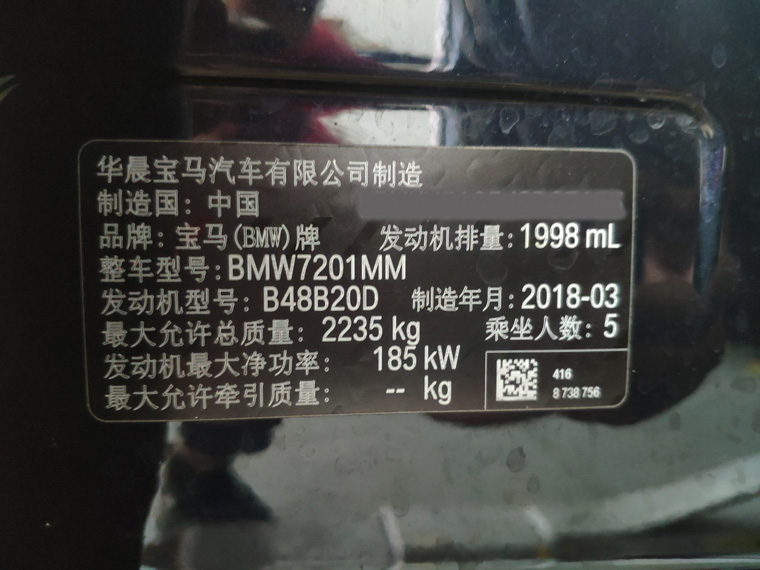 华晨宝马汽车有限公司制造
制造国: 中国
品牌: 宝马(BMW)牌 发动机排量: 1998 mL
整车型号: BMW7201MM
发动机型号: B48B20D 制造年月: 2018-03
最大允许总质量: 2235 kg 乘坐人数: 5
发动机最大净功率: 185 kW
最大允许牵引质量: -- kg
416
8 738 756